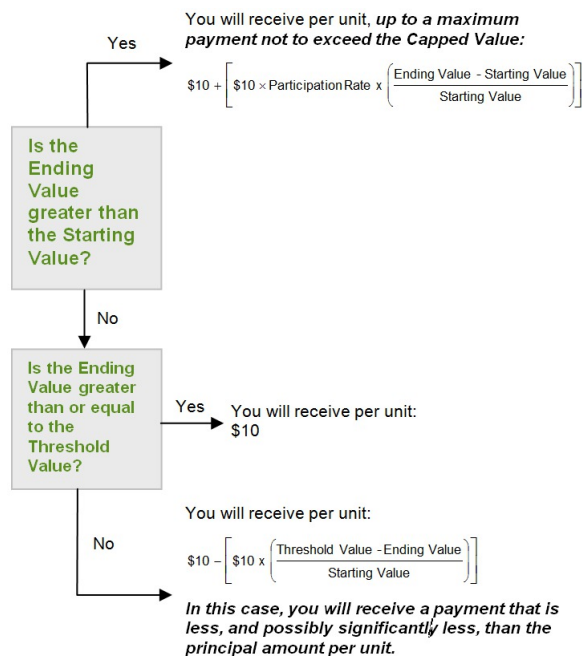 Yes
You will receive per unit, up to a maximum
payment not to exceed the Capped Value:
$10 + [$10 × Participation Rate x (Ending Value - Starting Value / Starting Value)]
Is the
Ending
Value
greater than
the Starting
Value?
No
Is the Ending
Value greater
than or equal
to the
Threshold
Value?
Yes
You will receive per unit:
$10
No
You will receive per unit:
$10 − [$10 x (Threshold Value - Ending Value / Starting Value)]
In this case, you will receive a payment that is
less, and possibly significantly less, than the
principal amount per unit.